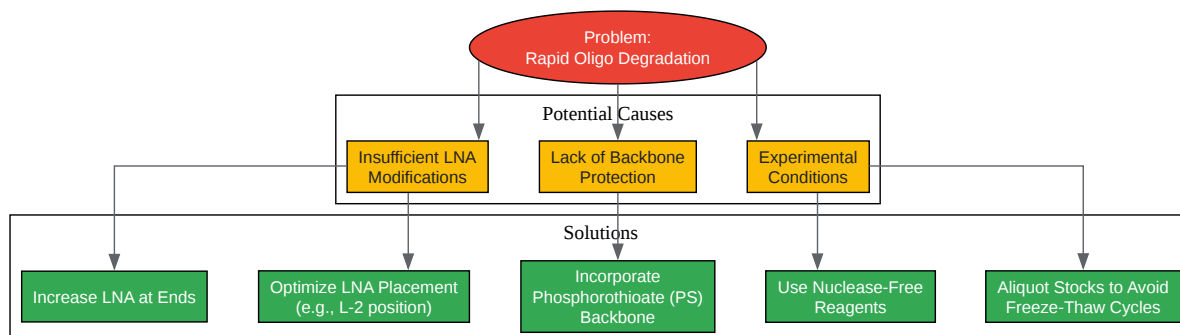 Problem:
Rapid Oligo Degradation
Potential Causes
Insufficient LNA
Modifications
Lack of Backbone
Protection
Experimental
Conditions
Solutions
Increase LNA at Ends
Optimize LNA Placement
(e.g., L-2 position)
Incorporate
Phosphorothioate (PS)
Backbone
Use Nuclease-Free
Reagents
Aliquot Stocks to Avoid
Freeze-Thaw Cycles